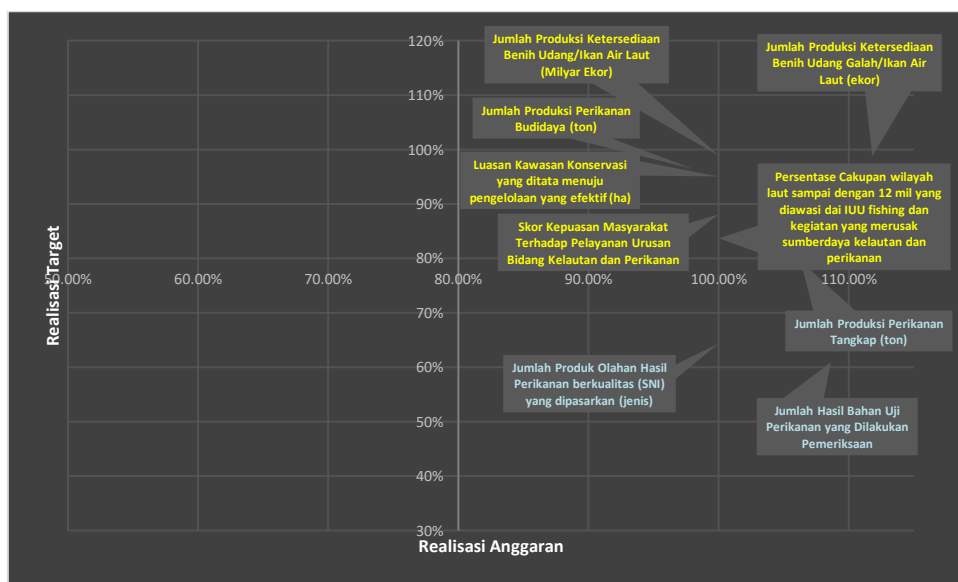 120%
110%
100%
90%
80%
70%
60%
50%
40%
30%
60.00%
70.00%
80.00%
90.00%
100.00%
110.00%
Realisasi Target
Realisasi Anggaran
Jumlah Produksi Ketersediaan
Benih Udang/Ikan Air Laut
(Milyar Ekor)
Jumlah Produksi Ketersediaan
Benih Udang Galah/Ikan Air
Laut (ekor)
Jumlah Produksi Perikanan
Budidaya (ton)
Luasan Kawasan Konservasi
yang ditata menuju
pengelolaan yang efektif (ha)
Persentase Cakupan wilayah
laut sampai dengan 12 mil yang
diawasi dai IUU fishing dan
kegiatan yang merusak
sumberdaya kelautan dan
perikanan
Skor Kepuasan Masyarakat
Terhadap Pelayanan Urusan
Bidang Kelautan dan Perikanan
Jumlah Produksi Perikanan
Tangkap (ton)
Jumlah Produk Olahan Hasil
Perikanan berkualitas (SNI)
yang dipasarkan (jenis)
Jumlah Hasil Bahan Uji
Perikanan yang Dilakukan
Pemeriksaan